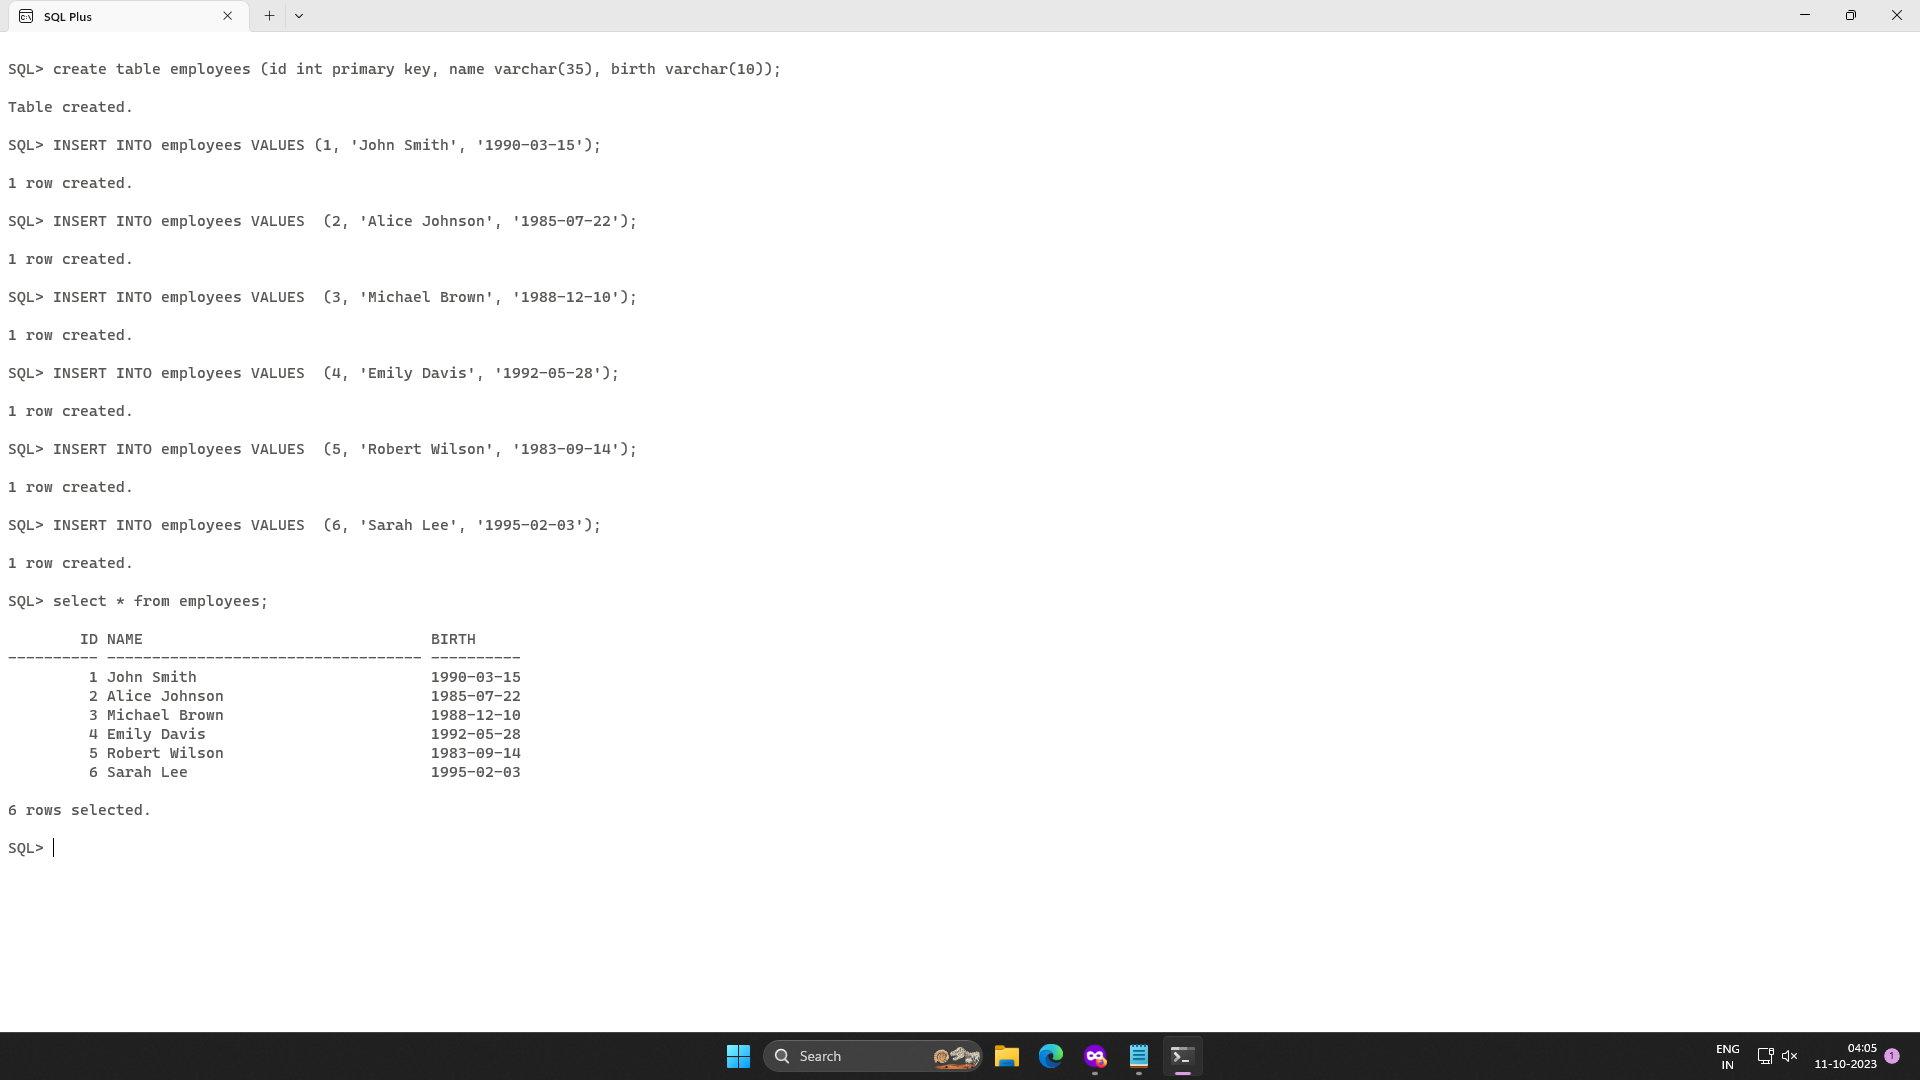 SQL Plus
SQL> create table employees (id int primary key, name varchar(35), birth varchar(10));
Table created.
SQL> INSERT INTO employees VALUES (1, 'John Smith', '1990-03-15');
1 row created.
SQL> INSERT INTO employees VALUES  (2, 'Alice Johnson', '1985-07-22');
1 row created.
SQL> INSERT INTO employees VALUES  (3, 'Michael Brown', '1988-12-10');
1 row created.
SQL> INSERT INTO employees VALUES  (4, 'Emily Davis', '1992-05-28');
1 row created.
SQL> INSERT INTO employees VALUES  (5, 'Robert Wilson', '1983-09-14');
1 row created.
SQL> INSERT INTO employees VALUES  (6, 'Sarah Lee', '1995-02-03');
1 row created.
SQL> select * from employees;
        ID NAME                                BIRTH
---------- ----------------------------------- ----------
         1 John Smith                          1990-03-15
         2 Alice Johnson                       1985-07-22
         3 Michael Brown                       1988-12-10
         4 Emily Davis                         1992-05-28
         5 Robert Wilson                       1983-09-14
         6 Sarah Lee                           1995-02-03
6 rows selected.
SQL>
Search
ENG
IN
04:05
11-10-2023
1